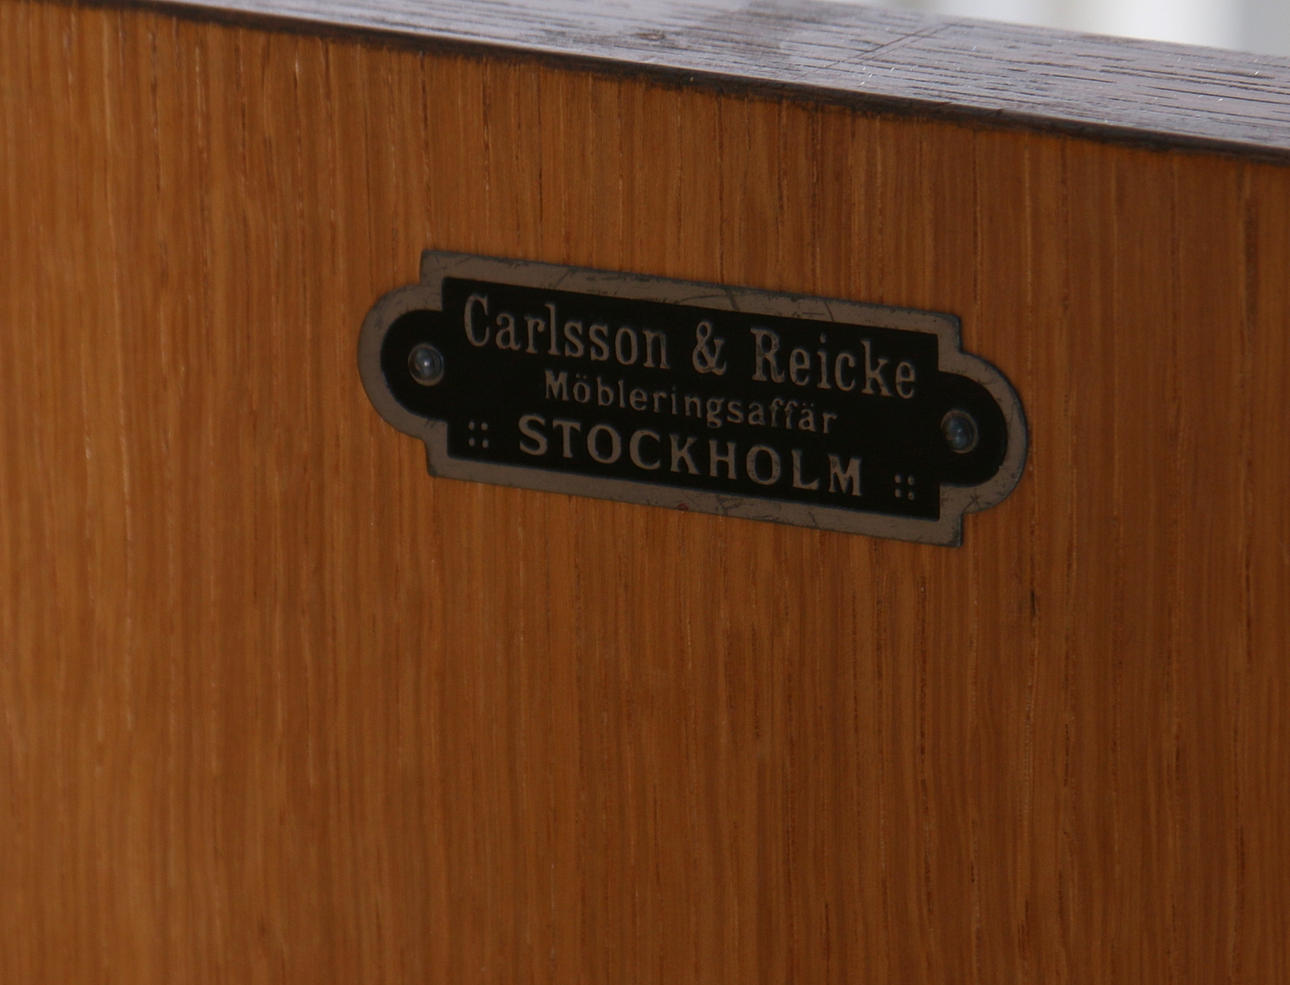 Carlsson & Reicke
Möbleringsaffär
:: STOCKHOLM ::